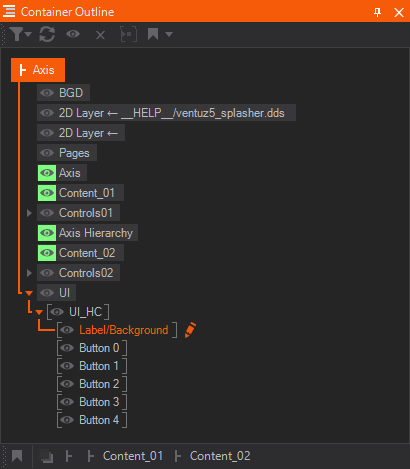 Container Outline
Axis
BGD
2D Layer ← __HELP__/ventuz5_splasher.dds
2D Layer ←
Pages
Axis
Content_01
Controls01
Axis Hierarchy
Content_02
Controls02
UI
UI_HC
Label/Background
Button 0
Button 1
Button 2
Button 3
Button 4
Content_01 Content_02